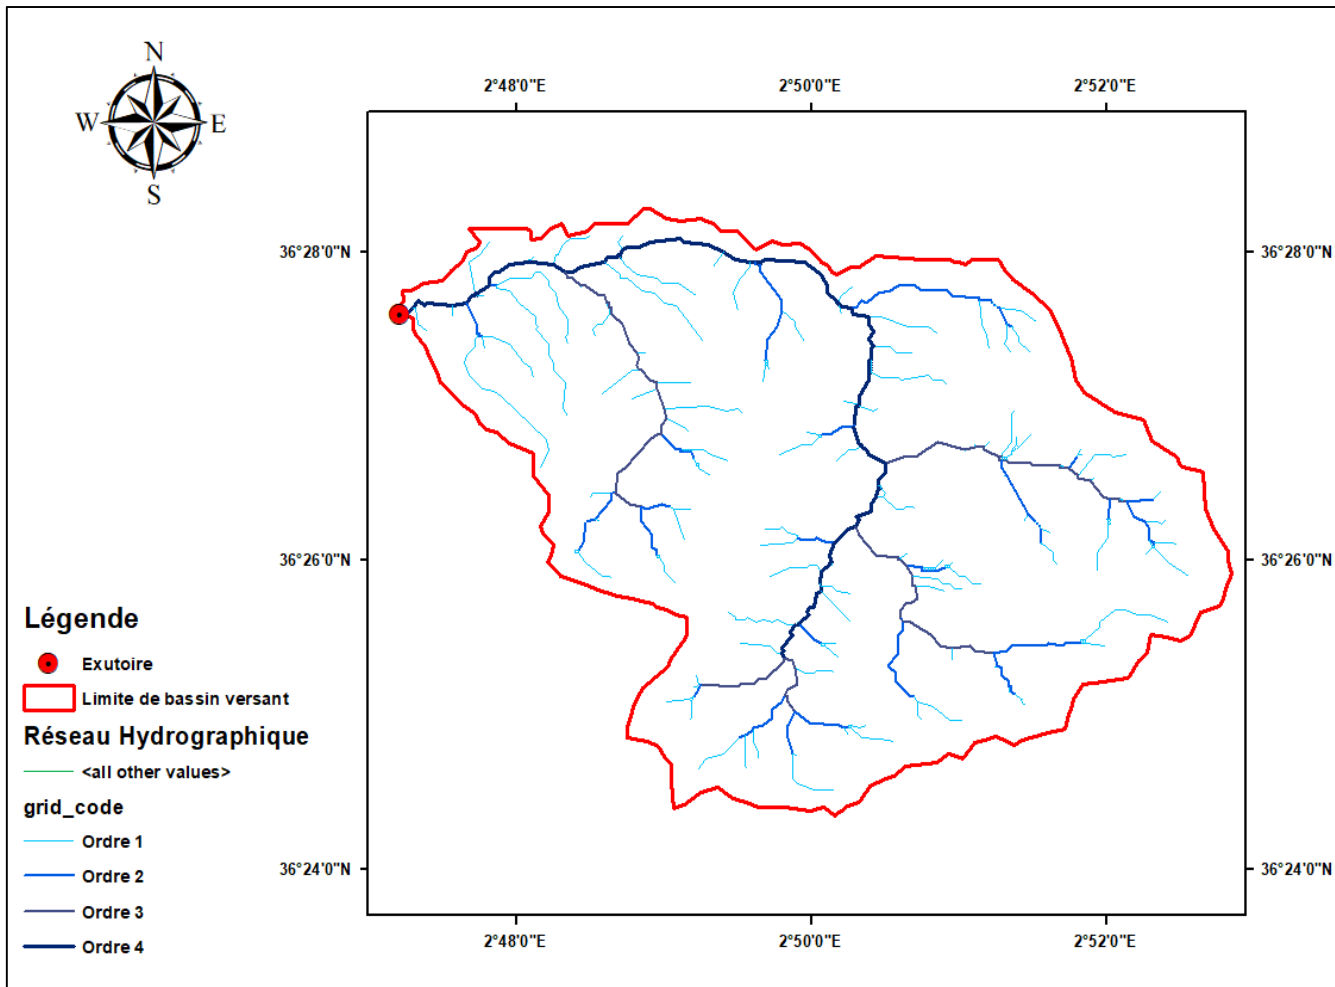 N
W E
S
2°48'0"E 2°50'0"E 2°52'0"E
36°28'0"N 36°28'0"N
36°26'0"N 36°26'0"N
36°24'0"N 36°24'0"N
2°48'0"E 2°50'0"E 2°52'0"E
Légende
Exutoire
Limite de bassin versant
Réseau Hydrographique
<all other values>
grid_code
Ordre 1
Ordre 2
Ordre 3
Ordre 4